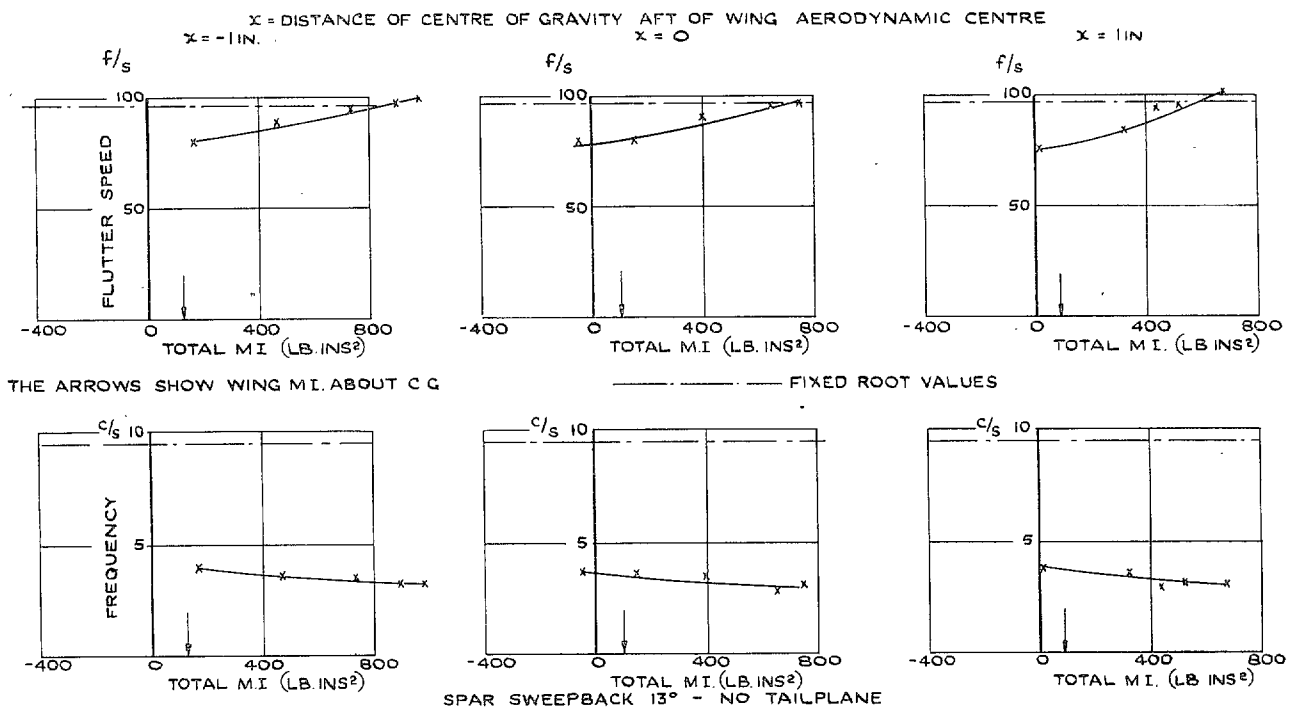 x = DISTANCE OF CENTRE OF GRAVITY AFT OF WING AERODYNAMIC CENTRE
x = -1 IN. x = 0 x = 1 IN
f/s f/s f/s
100 100 100
FLUTTER SPEED
50 50 50
-400 0 400 800 -400 0 400 800 -400 0 400 800
TOTAL M.I (LB. INS²) TOTAL M.I (LB. INS²) TOTAL M.I. (LB INS²)
THE ARROWS SHOW WING M.I. ABOUT C G FIXED ROOT VALUES
c/s 10 c/s 10 c/s 10
FREQUENCY
5 5 5
-400 0 400 800 -400 0 400 800 -400 0 400 800
TOTAL M.I. (LB. INS²) TOTAL M.I. (LB. INS²) TOTAL M.I. (LB INS²)
SPAR SWEEPBACK 13° - NO TAILPLANE